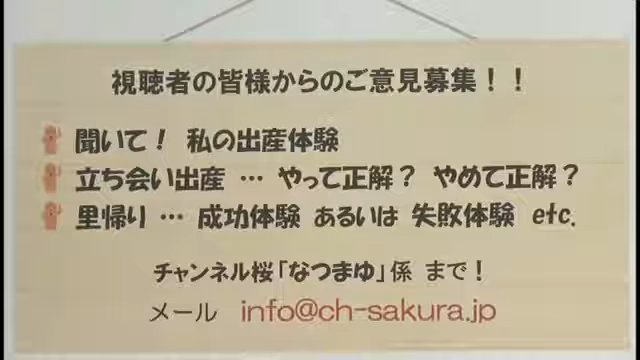 視聴者の皆様からのご意見募集！！
聞いて！ 私の出産体験
立ち会い出産 … やって正解？ やめて正解？
里帰り … 成功体験 あるいは 失敗体験 etc.
チャンネル桜「なつまゆ」係 まで！
メール info@ch-sakura.jp